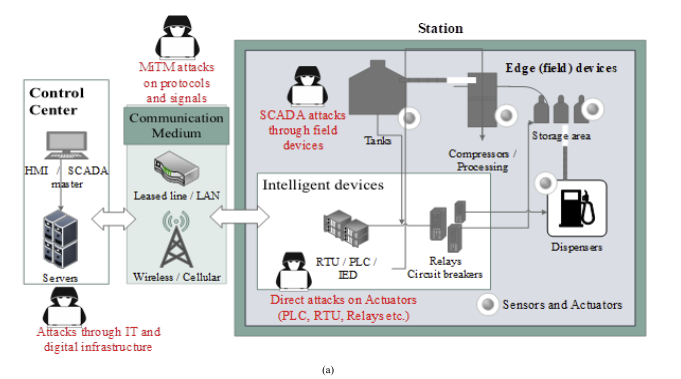 Station
MiTM attacks
on protocols
and signals
Control
Center
HMI / SCADA
master
Servers
Attacks through IT and
digital infrastructure
Communication
Medium
Leased line / LAN
Wireless / Cellular
Edge (field) devices
SCADA attacks
through field
devices
Tanks
Compressors /
Processing
Storage area
Dispensers
Intelligent devices
RTU / PLC /
IED
Relays
Circuit breakers
Direct attacks on Actuators
(PLC, RTU, Relays etc.)
Sensors and Actuators
(a)